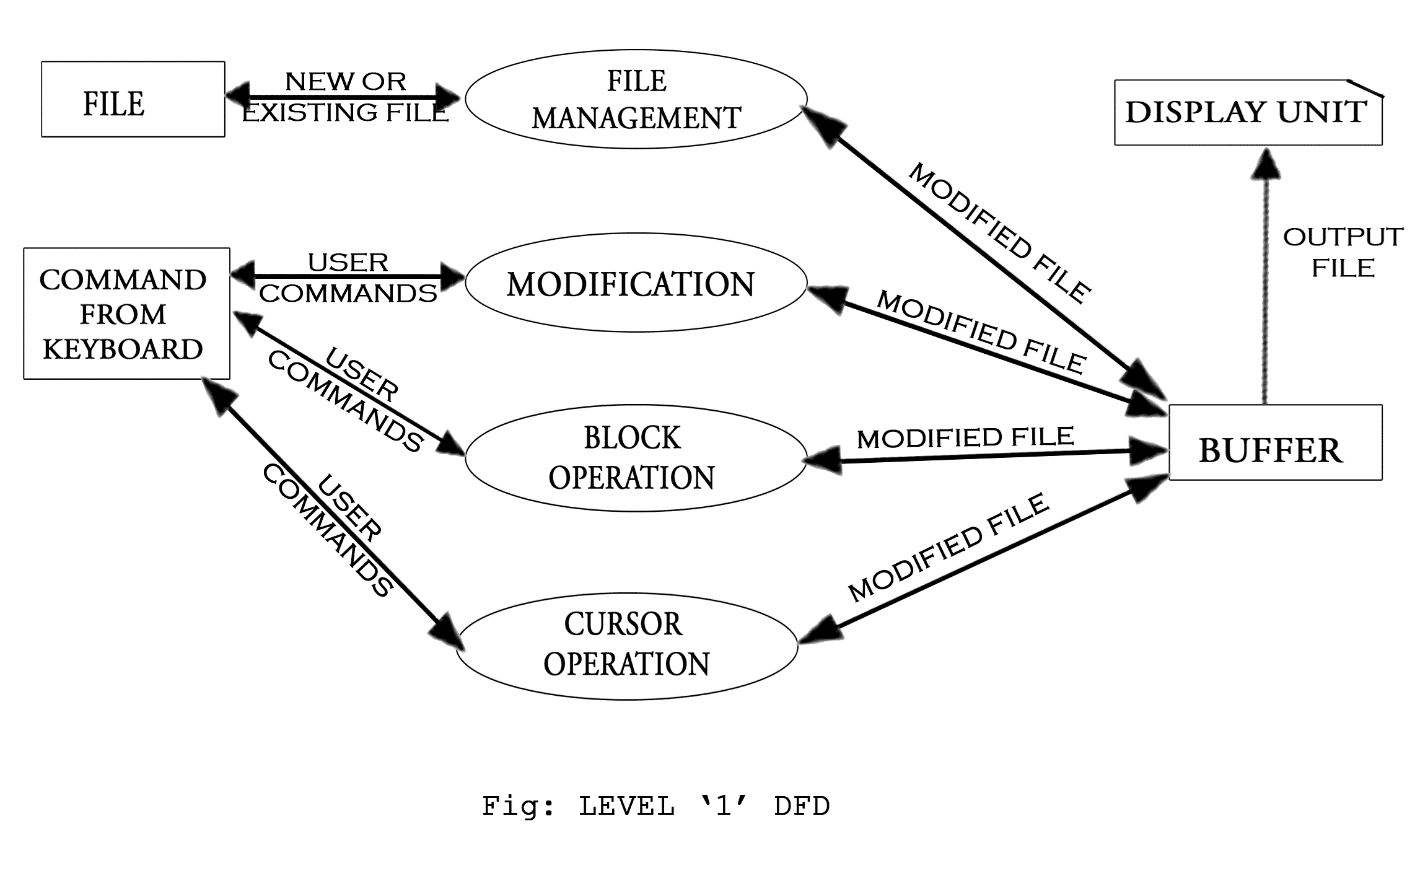 FILE
NEW OR
EXISTING FILE
FILE
MANAGEMENT
DISPLAY UNIT
MODIFIED FILE
OUTPUT
FILE
COMMAND
FROM
KEYBOARD
USER
COMMANDS
MODIFICATION
MODIFIED FILE
USER
COMMANDS
BLOCK
OPERATION
MODIFIED FILE
BUFFER
USER
COMMANDS
CURSOR
OPERATION
MODIFIED FILE
Fig: LEVEL ‘1’ DFD